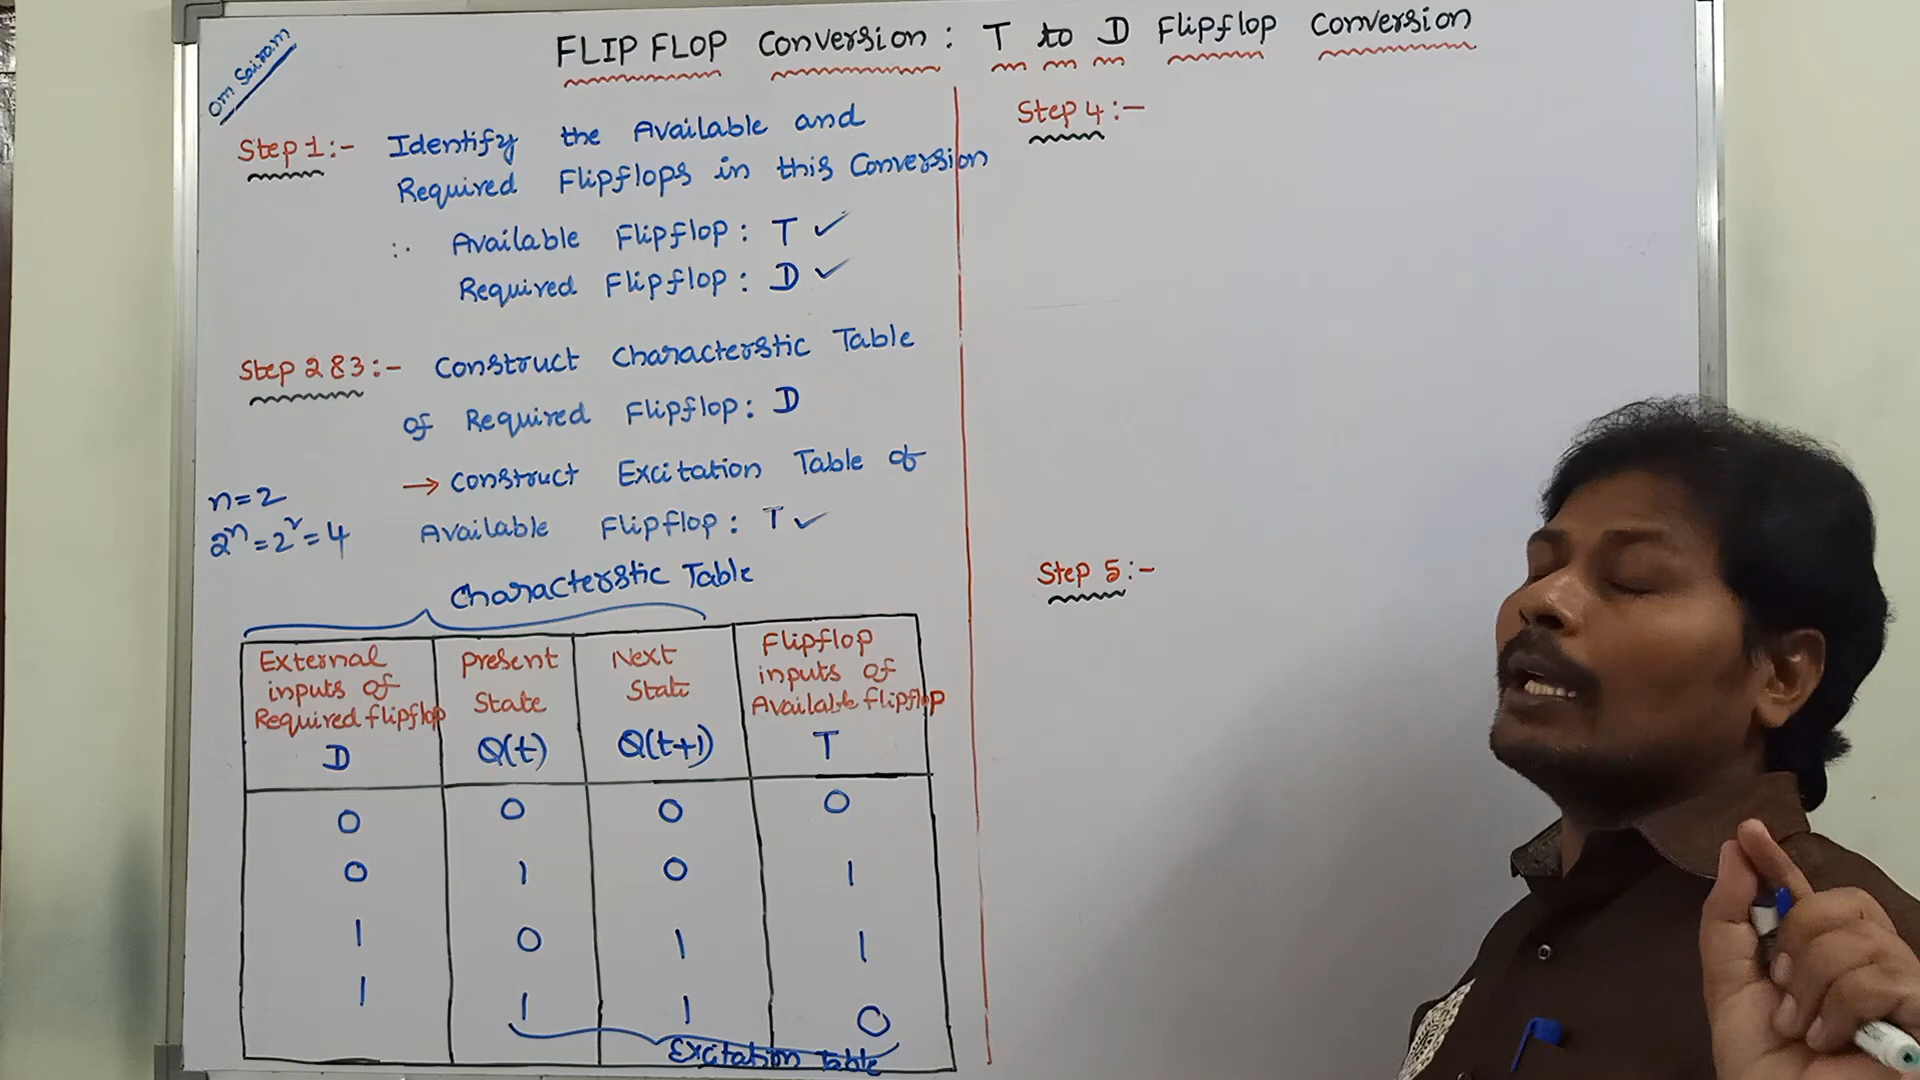 Om Sairam
FLIP FLOP Conversion: T to D Flipflop Conversion
Step 1:- Identify the Available and
Required Flipflops in this Conversion
∴ Available Flipflop: T ✓
Required Flipflop: D ✓
Step 2&3:- Construct Characterstic Table
of Required Flipflop: D
→ Construct Excitation Table of
Available Flipflop: T ✓
n=2
2ⁿ=2²=4
Characterstic Table
External inputs of Required flipflop D
Present State Q(t)
Next State Q(t+1)
Flipflop inputs of Available flipflop T
0 0 0 0
0 1 0 1
1 0 1 1
1 1 1 0
Excitation Table
Step 4:-
Step 5:-